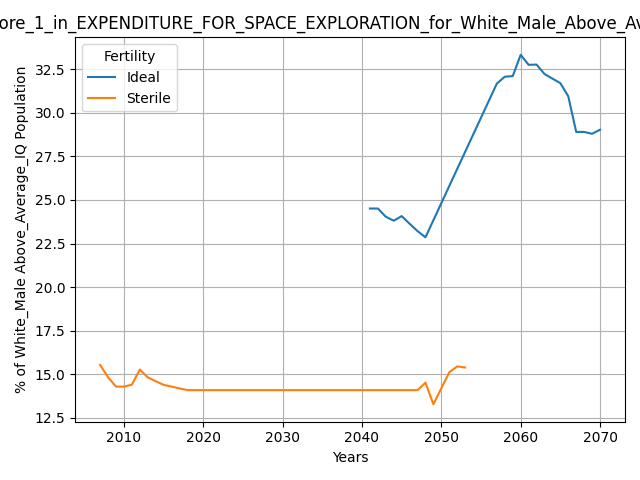 ore_1_in_EXPENDITURE_FOR_SPACE_EXPLORATION_for_White_Male_Above_Av
Fertility
Ideal
Sterile
% of White_Male Above_Average_IQ Population
32.5
30.0
27.5
25.0
22.5
20.0
17.5
15.0
12.5
2010 2020 2030 2040 2050 2060 2070
Years